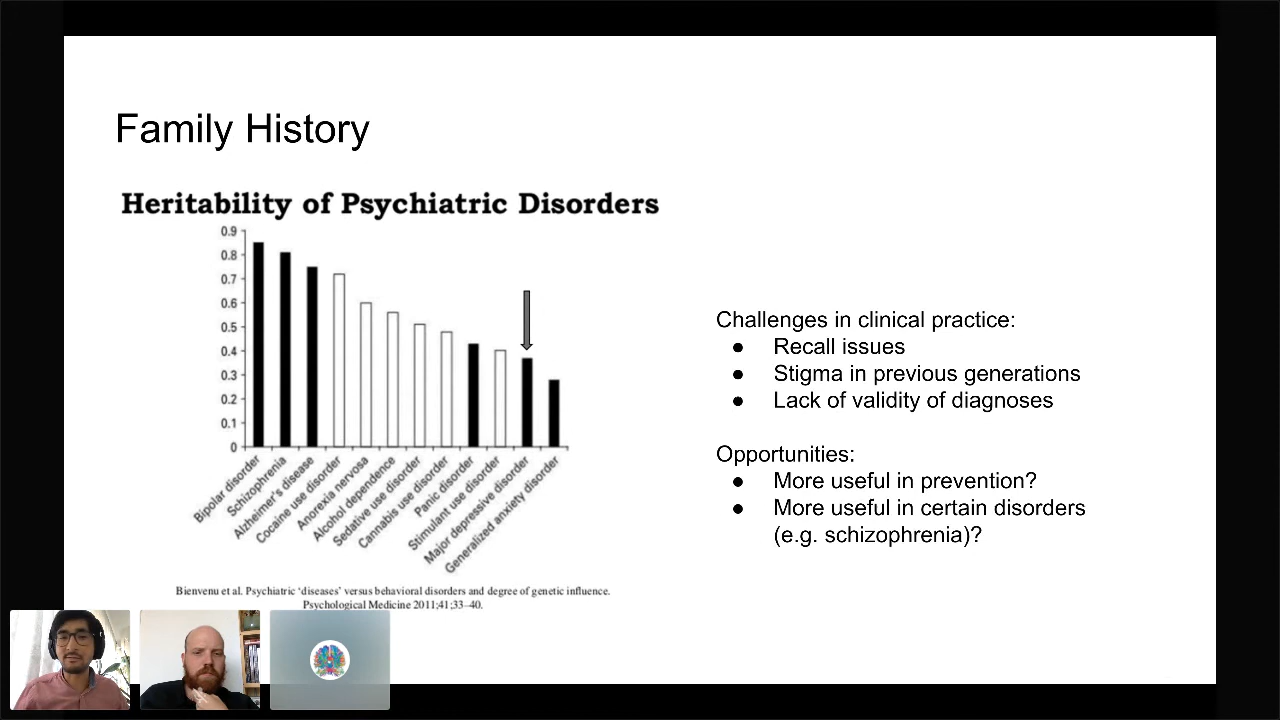 Family History
Heritability of Psychiatric Disorders
0.9
0.8
0.7
0.6
0.5
0.4
0.3
0.2
0.1
0
Bipolar disorder
Schizophrenia
Alzheimer's disease
Cocaine use disorder
Anorexia nervosa
Alcohol dependence
Sedative use disorder
Cannabis use disorder
Panic disorder
Stimulant use disorder
Major depressive disorder
Generalized anxiety disorder
Bienvenu et al. Psychiatric ‘diseases’ versus behavioral disorders and degree of genetic influence.
Psychological Medicine 2011;41;33–40.
Challenges in clinical practice:
● Recall issues
● Stigma in previous generations
● Lack of validity of diagnoses
Opportunities:
● More useful in prevention?
● More useful in certain disorders
(e.g. schizophrenia)?